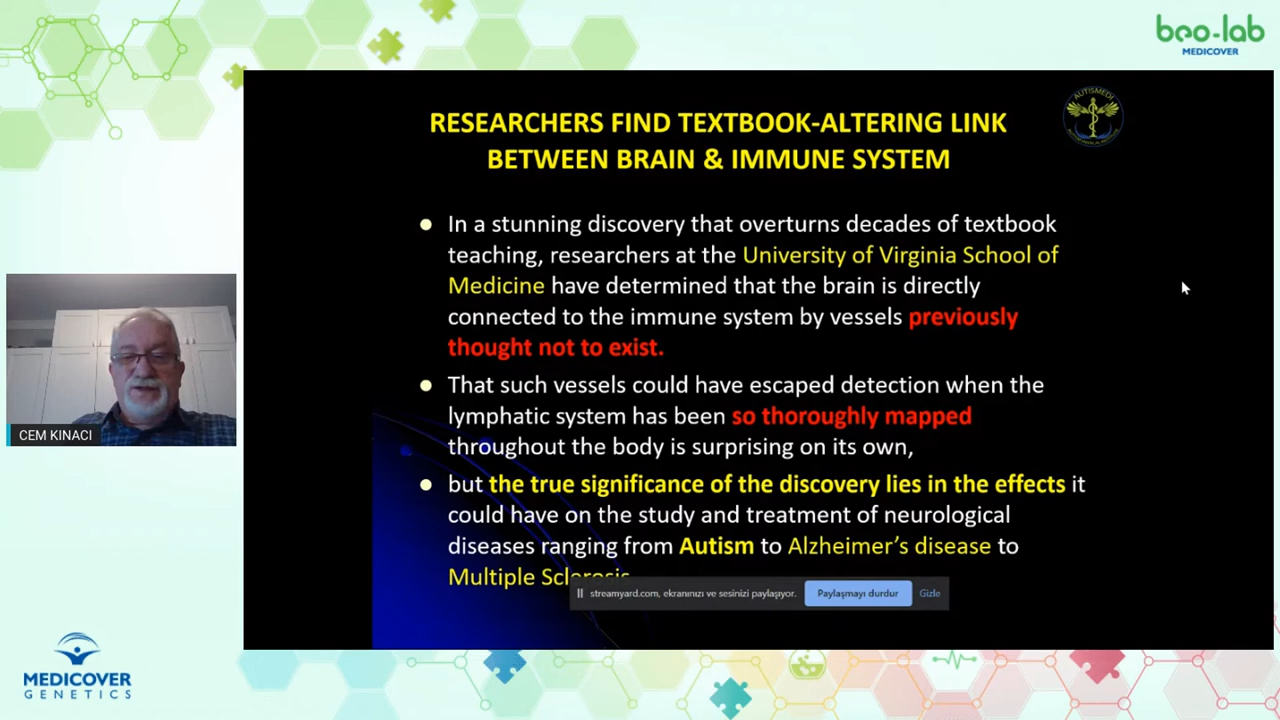 beo-lab
MEDICOVER
AUTISMEDI
RESEARCHERS FIND TEXTBOOK-ALTERING LINK
BETWEEN BRAIN & IMMUNE SYSTEM
● In a stunning discovery that overturns decades of textbook
teaching, researchers at the University of Virginia School of
Medicine have determined that the brain is directly
connected to the immune system by vessels previously
thought not to exist.
● That such vessels could have escaped detection when the
lymphatic system has been so thoroughly mapped
throughout the body is surprising on its own,
● but the true significance of the discovery lies in the effects it
could have on the study and treatment of neurological
diseases ranging from Autism to Alzheimer's disease to
Multiple Sclerosis
streamyard.com, ekranınızı ve sesinizi paylaşıyor.
Paylaşmayı durdur
Gizle
CEM KINACI
MEDICOVER
GENETICS